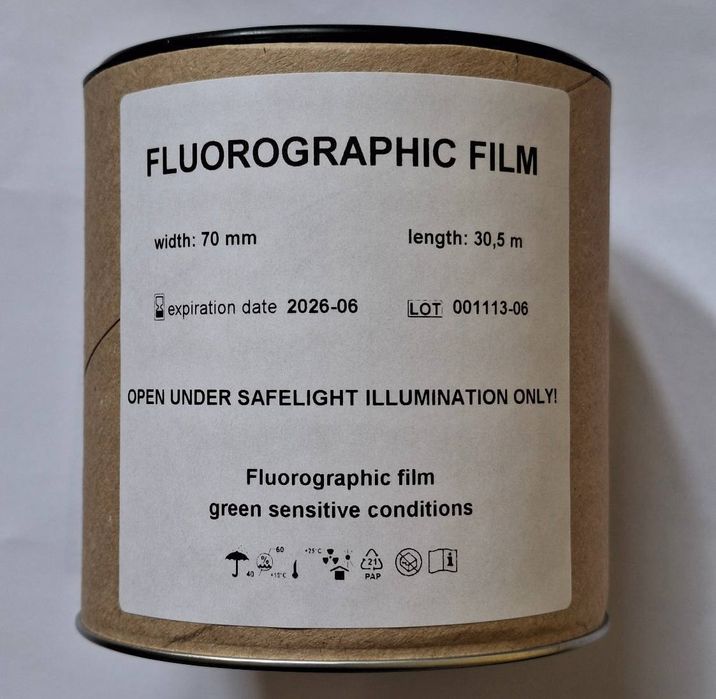 FLUOROGRAPHIC FILM
width: 70 mm length: 30,5 m
expiration date 2026-06 LOT 001113-06
OPEN UNDER SAFELIGHT ILLUMINATION ONLY!
Fluorographic film
green sensitive conditions
% 60 40 +25°C +15°C 21 PAP i